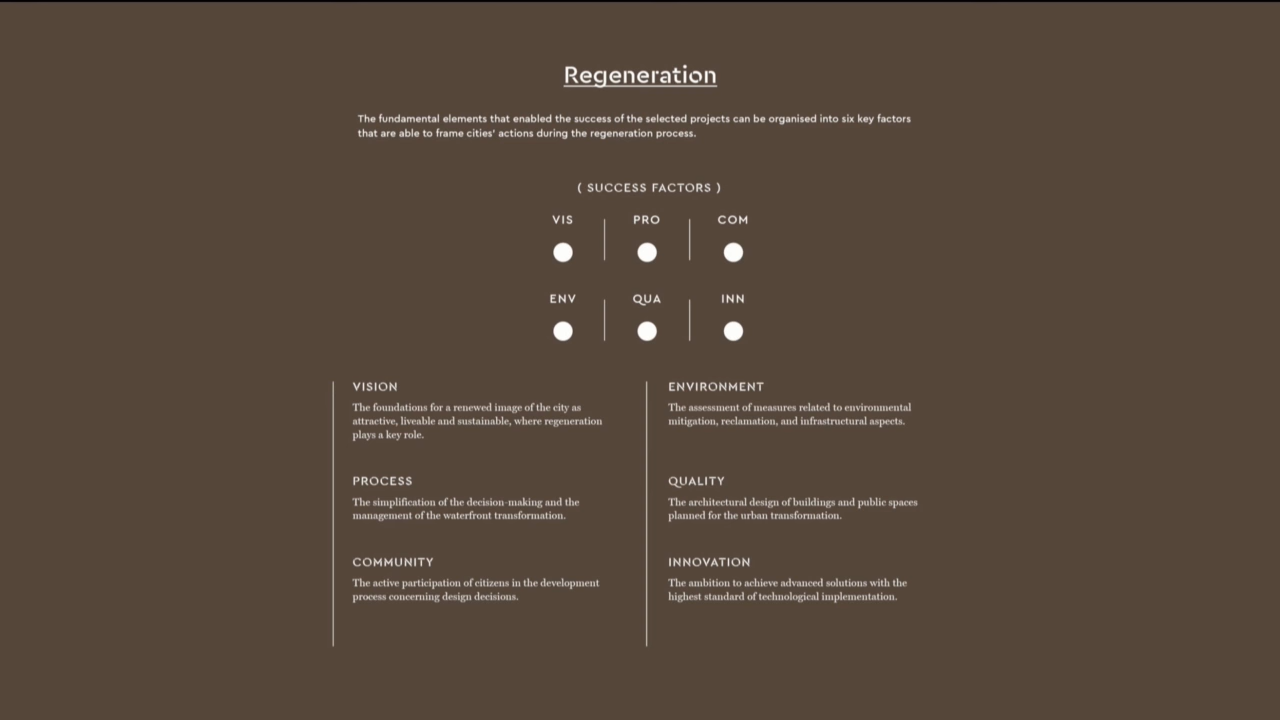 Regeneration
The fundamental elements that enabled the success of the selected projects can be organised into six key factors
that are able to frame cities' actions during the regeneration process.
( SUCCESS FACTORS )
VIS PRO COM
ENV QUA INN
VISION
The foundations for a renewed image of the city as
attractive, liveable and sustainable, where regeneration
plays a key role.
PROCESS
The simplification of the decision-making and the
management of the waterfront transformation.
COMMUNITY
The active participation of citizens in the development
process concerning design decisions.
ENVIRONMENT
The assessment of measures related to environmental
mitigation, reclamation, and infrastructural aspects.
QUALITY
The architectural design of buildings and public spaces
planned for the urban transformation.
INNOVATION
The ambition to achieve advanced solutions with the
highest standard of technological implementation.